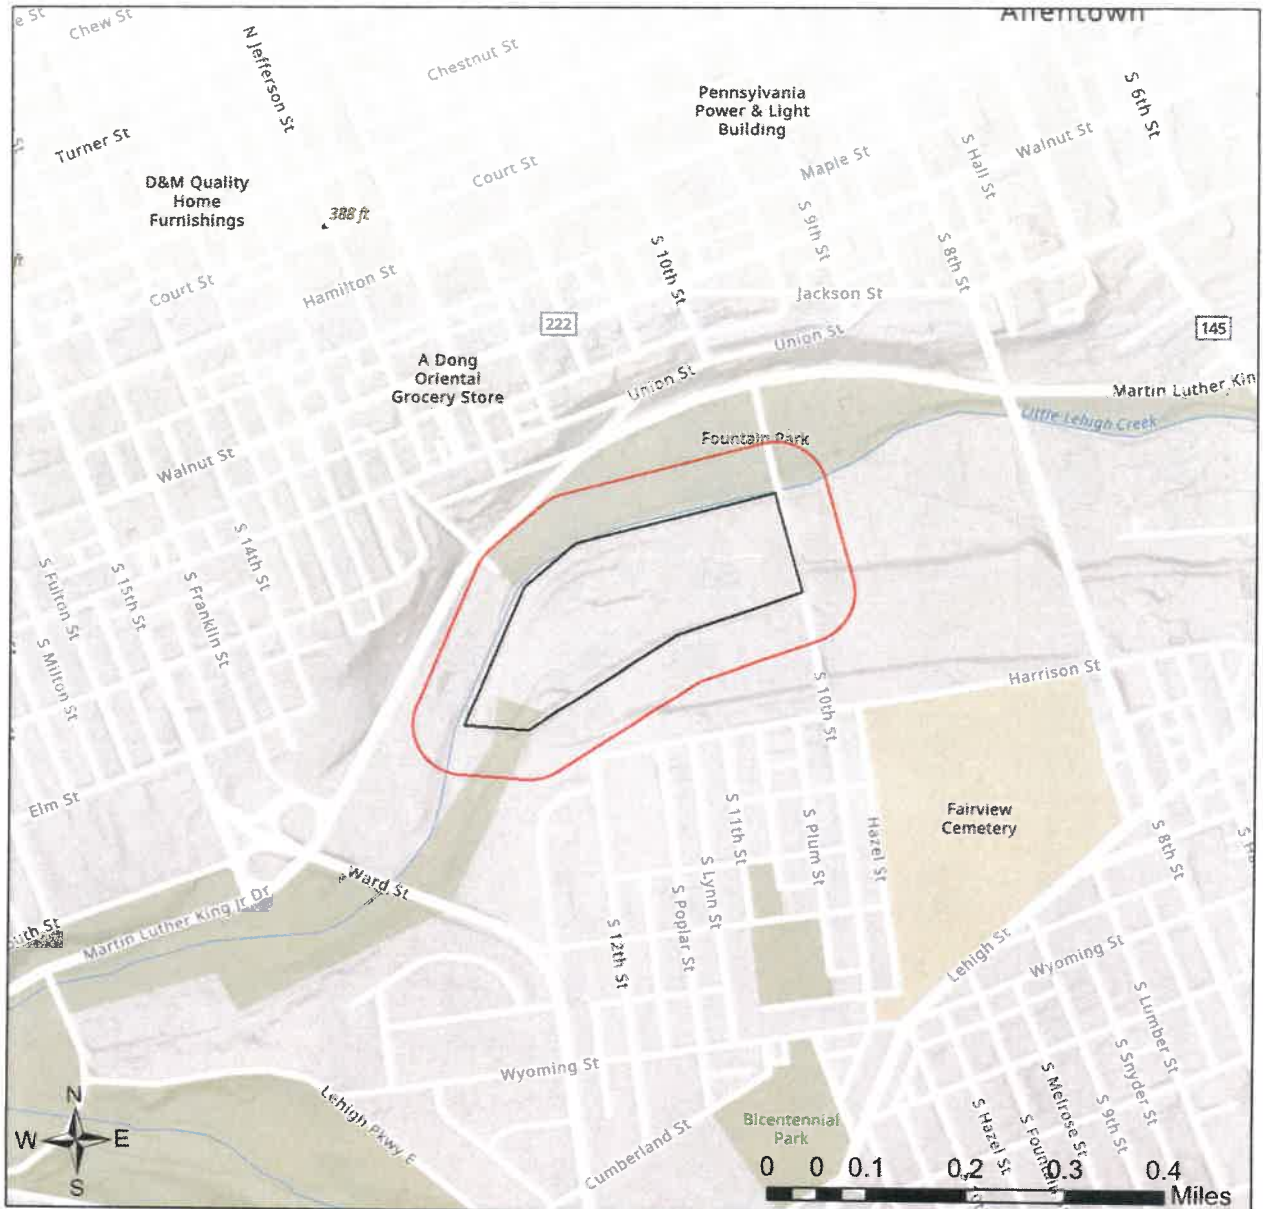 Allentown
e St
Chew St
N Jefferson St
Chestnut St
Pennsylvania
Power & Light
Building
S 6th St
Turner St
Court St
Maple St
S Hall St
Walnut St
D&M Quality
Home
Furnishings
388 ft
ft
S 9th St
S 10th St
S 8th St
Court St
Hamilton St
Jackson St
222
Union St
145
A Dong
Oriental
Grocery Store
Union St
Martin Luther Kin
Little Lehigh Creek
Fountain Park
Walnut St
S 14th St
S Fulton St
S 15th St
S Franklin St
S Milton St
Harrison St
S 10th St
Elm St
S 11th St
S Plum St
Hazel St
Fairview
Cemetery
S 8th St
Ward St
S Lynn St
S Poplar St
Martin Luther King Jr Dr
uth St
S 12th St
Lehigh St
Wyoming St
S Lumber St
S Snyder St
Wyoming St
S Melrose St
S 9th St
S Hazel St
S Fountain
Lehigh Pkwy E
Bicentennial
Park
Cumberland St
N
W E
S
0 0 0.1 0.2 0.3 0.4
Miles